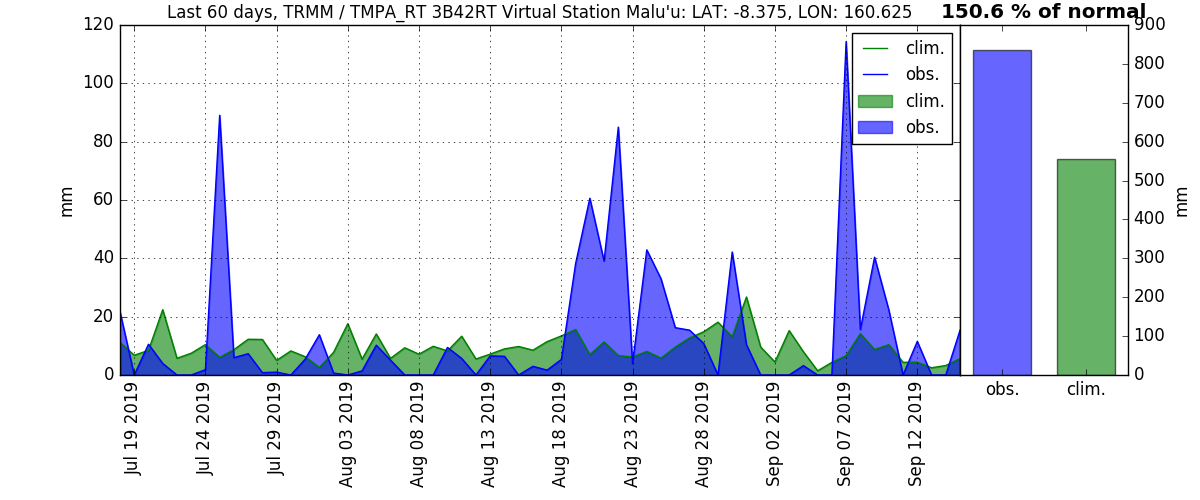 Last 60 days, TRMM / TMPA_RT 3B42RT Virtual Station Malu'u: LAT: -8.375, LON: 160.625
150.6 % of normal
120
100
80
60
40
20
0
mm
clim.
obs.
clim.
obs.
Jul 19 2019
Jul 24 2019
Jul 29 2019
Aug 03 2019
Aug 08 2019
Aug 13 2019
Aug 18 2019
Aug 23 2019
Aug 28 2019
Sep 02 2019
Sep 07 2019
Sep 12 2019
900
800
700
600
500
400
300
200
100
0
mm
obs. clim.